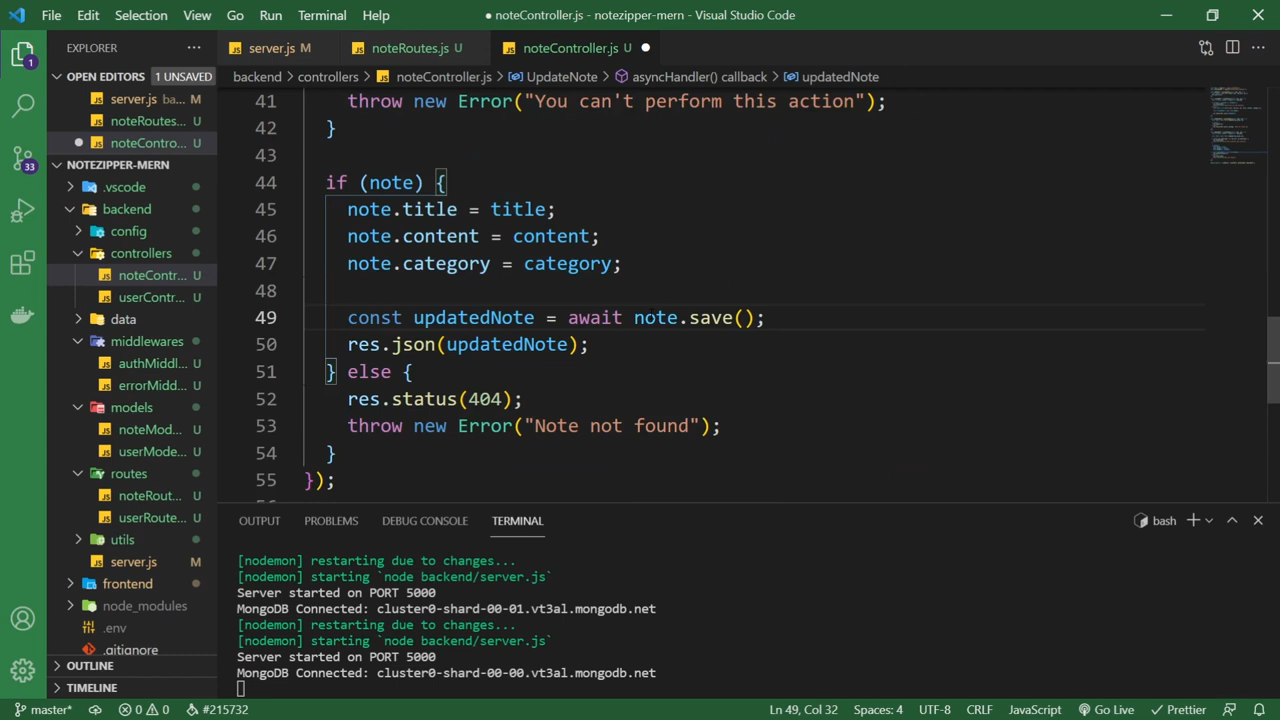 File Edit Selection View Go Run Terminal Help
● noteController.js - notezipper-mern - Visual Studio Code
EXPLORER
OPEN EDITORS 1 UNSAVED
server.js ba... M
noteRoutes... U
noteContro... U
NOTEZIPPER-MERN
.vscode
backend
config
controllers
noteContr... U
userContr... U
data
middlewares
authMiddl... U
errorMidd... U
models
noteMod... U
userMode... U
routes
noteRout... U
userRoute... U
utils
server.js M
frontend
node_modules
.env
.gitignore
OUTLINE
TIMELINE
1
33
server.js M noteRoutes.js U noteController.js U
backend > controllers > noteController.js > UpdateNote > asyncHandler() callback > updatedNote
41 throw new Error("You can't perform this action");
42 }
43
44 if (note) {
45 note.title = title;
46 note.content = content;
47 note.category = category;
48
49 const updatedNote = await note.save();
50 res.json(updatedNote);
51 } else {
52 res.status(404);
53 throw new Error("Note not found");
54 }
55 });
OUTPUT PROBLEMS DEBUG CONSOLE TERMINAL bash
[nodemon] restarting due to changes...
[nodemon] starting `node backend/server.js`
Server started on PORT 5000
MongoDB Connected: cluster0-shard-00-01.vt3al.mongodb.net
[nodemon] restarting due to changes...
[nodemon] starting `node backend/server.js`
Server started on PORT 5000
MongoDB Connected: cluster0-shard-00-00.vt3al.mongodb.net
master* 0 0 #215732 Ln 49, Col 32 Spaces: 4 UTF-8 CRLF JavaScript Go Live Prettier